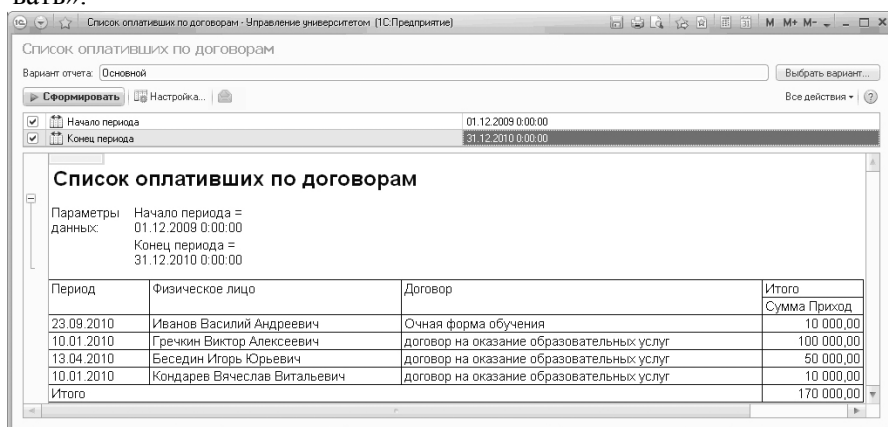 вать».
Список оплативших по договорам - Управление университетом (1С:Предприятие)
M M+ M-
Список оплативших по договорам
Вариант отчета: Основной Выбрать вариант...
Сформировать Настройка... Все действия
Начало периода 01.12.2009 0:00:00
Конец периода 31.12.2010 0:00:00
Список оплативших по договорам
Параметры Начало периода =
данных: 01.12.2009 0:00:00
Конец периода =
31.12.2010 0:00:00
Период Физическое лицо Договор Итого
Сумма Приход
23.09.2010 Иванов Василий Андреевич Очная форма обучения 10 000,00
10.01.2010 Гречкин Виктор Алексеевич договор на оказание образовательных услуг 100 000,00
13.04.2010 Беседин Игорь Юрьевич договор на оказание образовательных услуг 50 000,00
10.01.2010 Кондарев Вячеслав Витальевич договор на оказание образовательных услуг 10 000,00
Итого 170 000,00